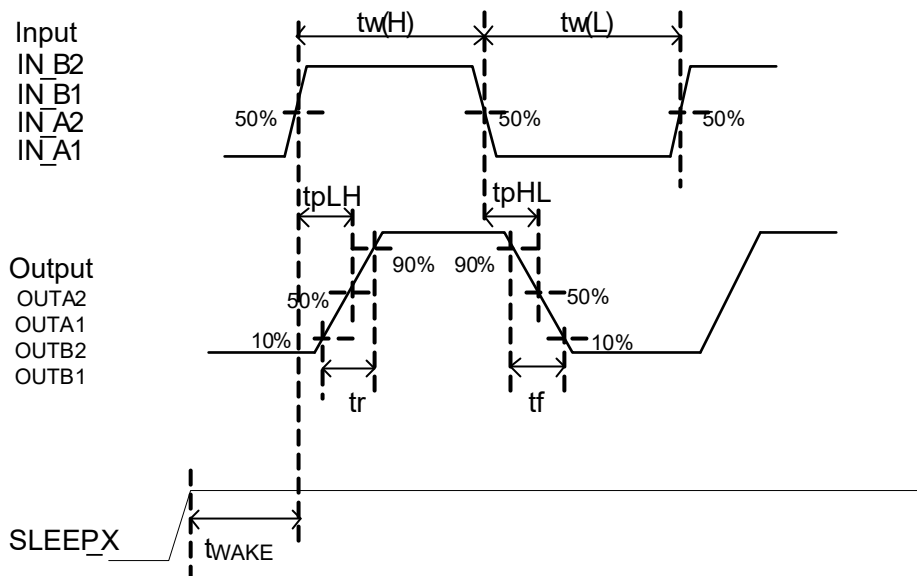 tw(H) tw(L)
Input
IN_B2
IN_B1
IN_A2
IN_A1
50% 50% 50%
tpLH tpHL
Output
OUTA2
OUTA1
OUTB2
OUTB1
90% 90%
50% 50%
10% 10%
tr tf
SLEEP_X
tWAKE